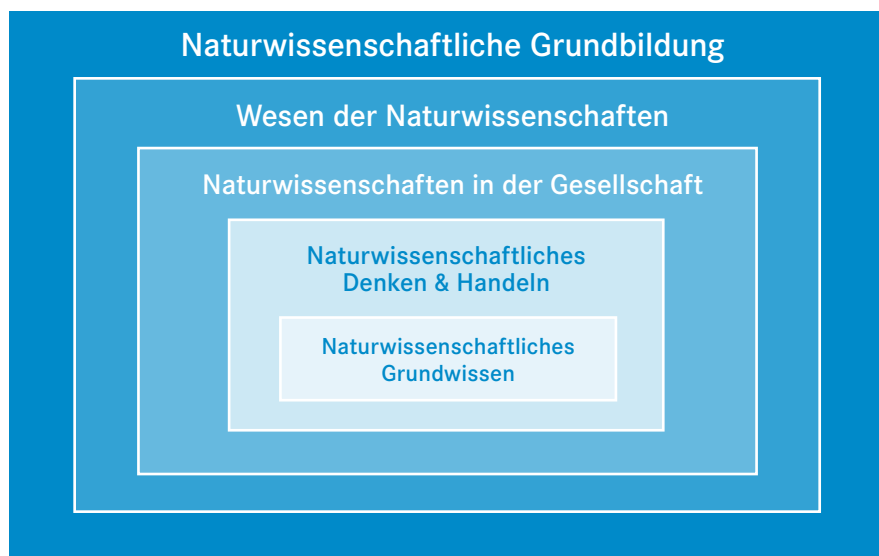 Naturwissenschaftliche Grundbildung
Wesen der Naturwissenschaften
Naturwissenschaften in der Gesellschaft
Naturwissenschaftliches
Denken & Handeln
Naturwissenschaftliches
Grundwissen